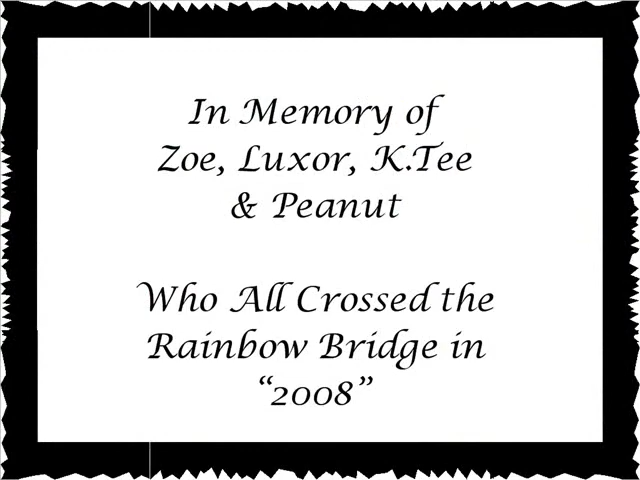 In Memory of
Zoe, Luxor, K.Tee
& Peanut
Who All Crossed the
Rainbow Bridge in
“2008”